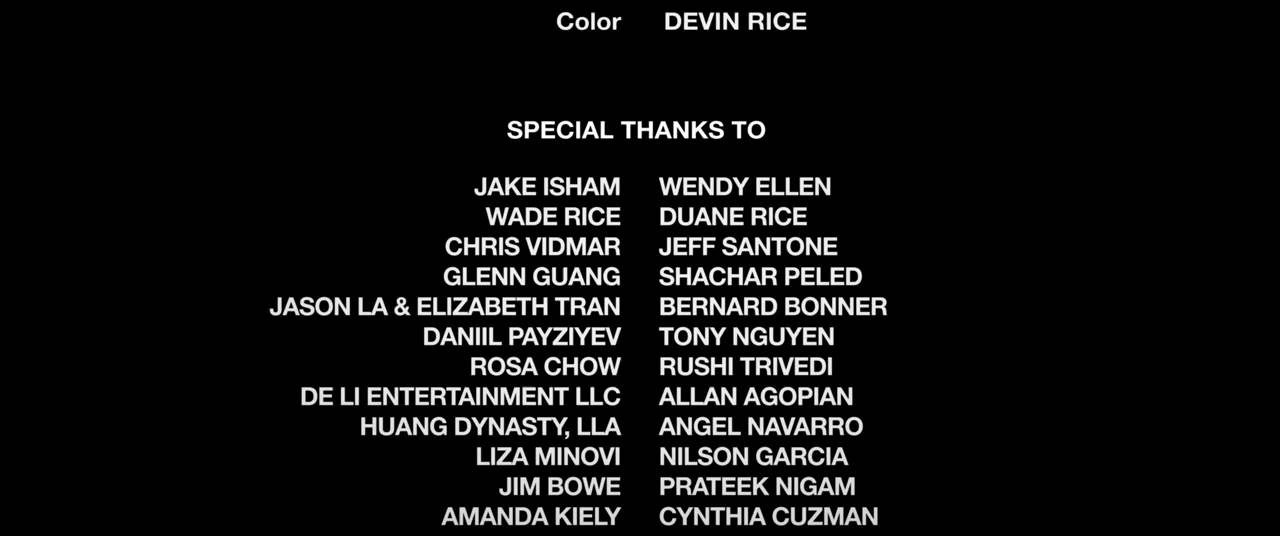 Color DEVIN RICE
SPECIAL THANKS TO
JAKE ISHAM WENDY ELLEN
WADE RICE DUANE RICE
CHRIS VIDMAR JEFF SANTONE
GLENN GUANG SHACHAR PELED
JASON LA & ELIZABETH TRAN BERNARD BONNER
DANIIL PAYZIYEV TONY NGUYEN
ROSA CHOW RUSHI TRIVEDI
DE LI ENTERTAINMENT LLC ALLAN AGOPIAN
HUANG DYNASTY, LLA ANGEL NAVARRO
LIZA MINOVI NILSON GARCIA
JIM BOWE PRATEEK NIGAM
AMANDA KIELY CYNTHIA CUZMAN